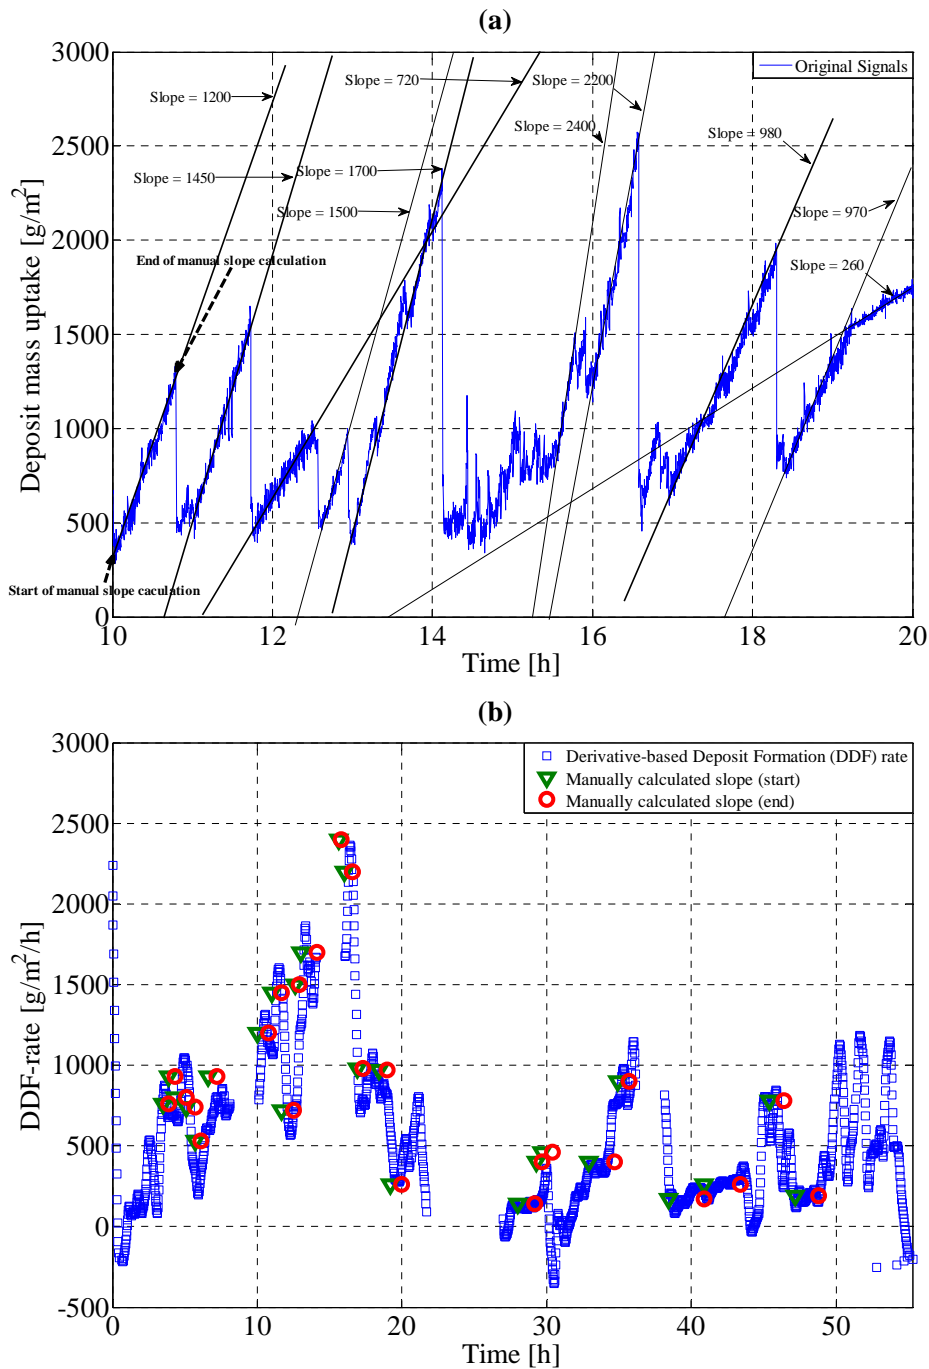 (a)
3000
2500
2000
1500
1000
500
0
Deposit mass uptake [g/m²]
Original Signals
Slope = 1200
Slope = 720
Slope = 2200
Slope = 2400
Slope = 980
Slope = 1450
Slope = 1700
Slope = 1500
Slope = 970
End of manual slope calculation
Slope = 260
Start of manual slope caculation
10
12
14
16
18
20
Time [h]
(b)
3000
2500
2000
1500
1000
500
0
-500
DDF-rate [g/m²/h]
Derivative-based Deposit Formation (DDF) rate
Manually calculated slope (start)
Manually calculated slope (end)
0
10
20
30
40
50
Time [h]